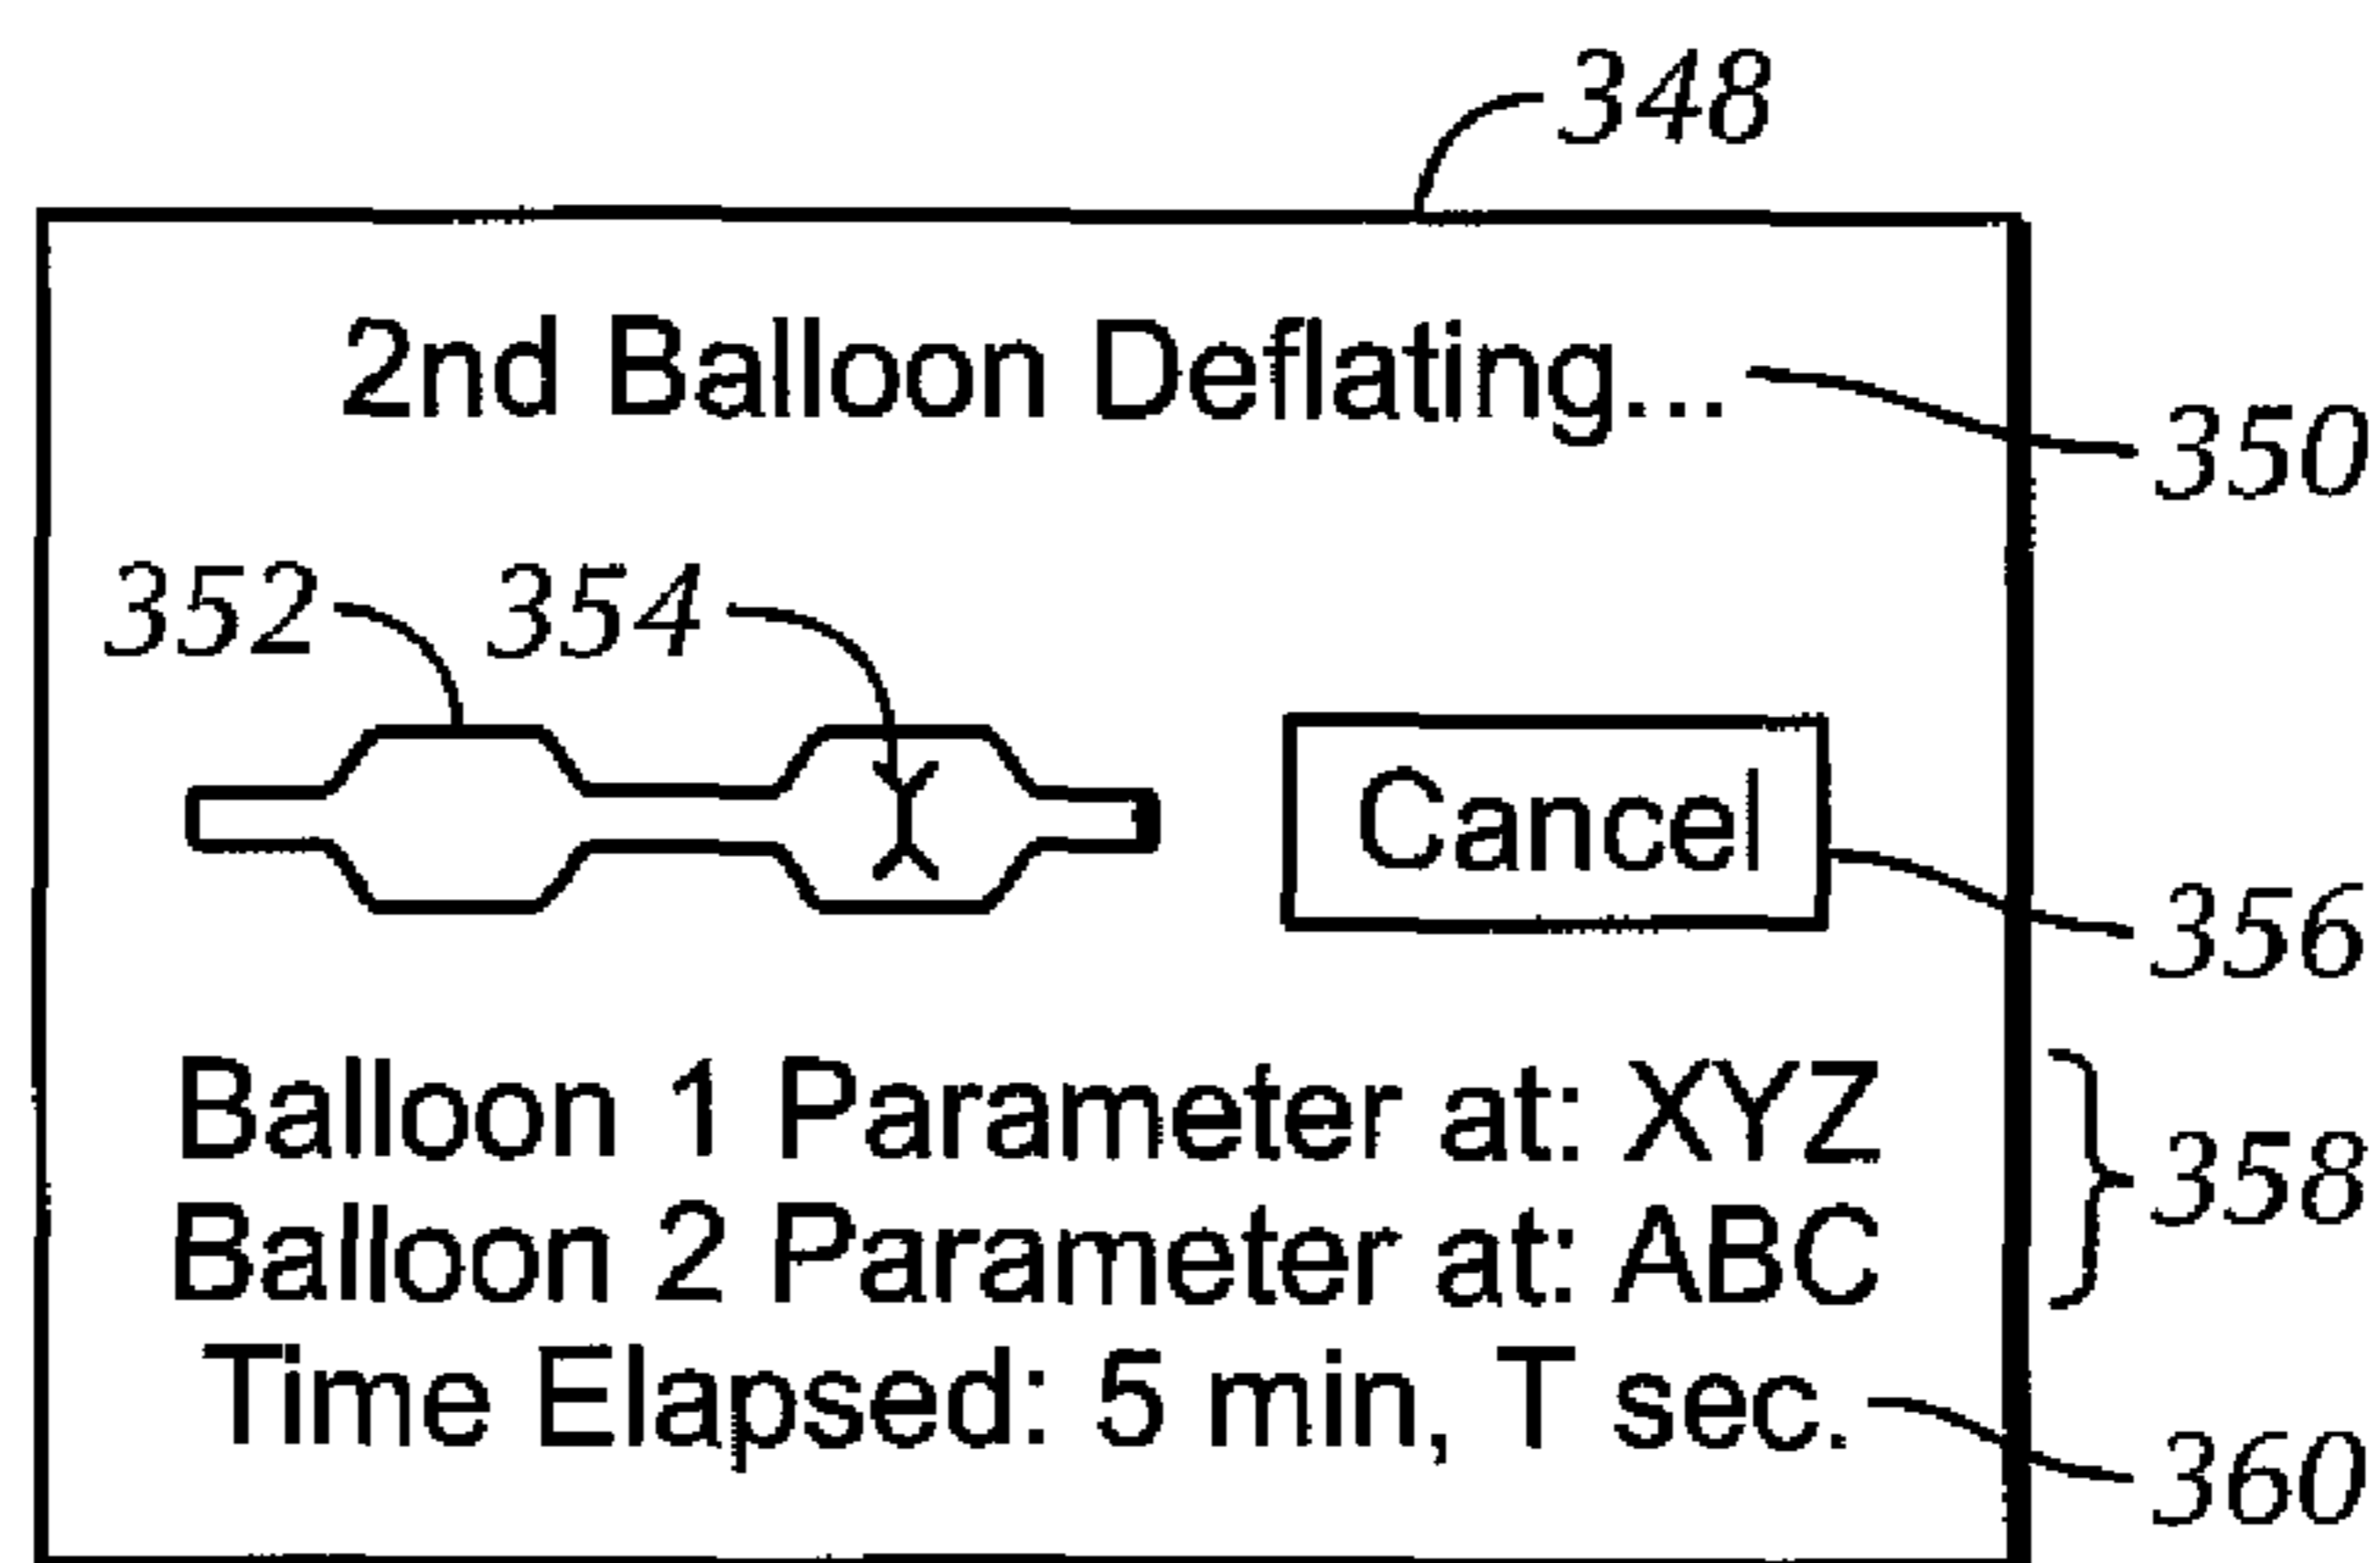 348
2nd Balloon Deflating...
350
352 354
Cancel
356
Balloon 1 Parameter at: XYZ
358
Balloon 2 Parameter at: ABC
Time Elapsed: 5 min, T sec.
360